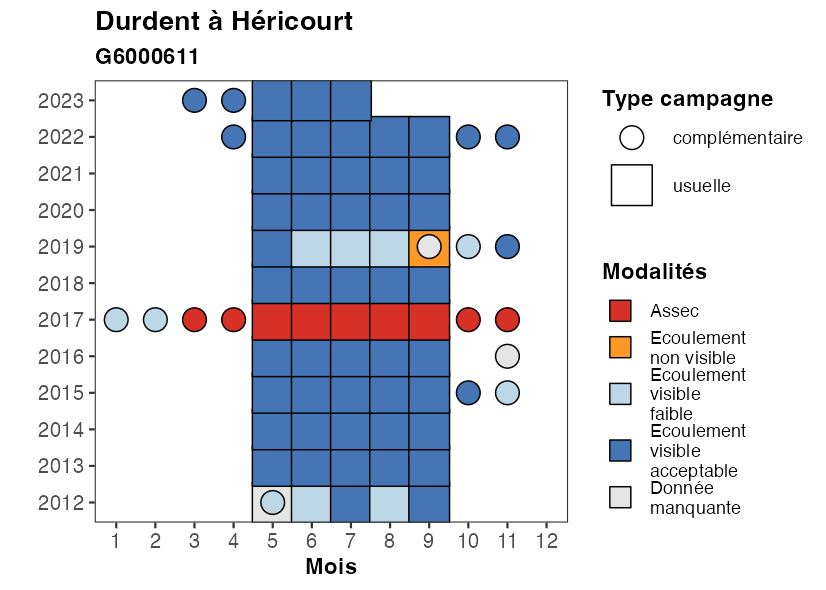 Durdent à Héricourt
G6000611
2023
2022
2021
2020
2019
2018
2017
2016
2015
2014
2013
2012
1 2 3 4 5 6 7 8 9 10 11 12
Mois
Type campagne
complémentaire
usuelle
Modalités
Assec
Ecoulement
non visible
Ecoulement
visible
faible
Ecoulement
visible
acceptable
Donnée
manquante